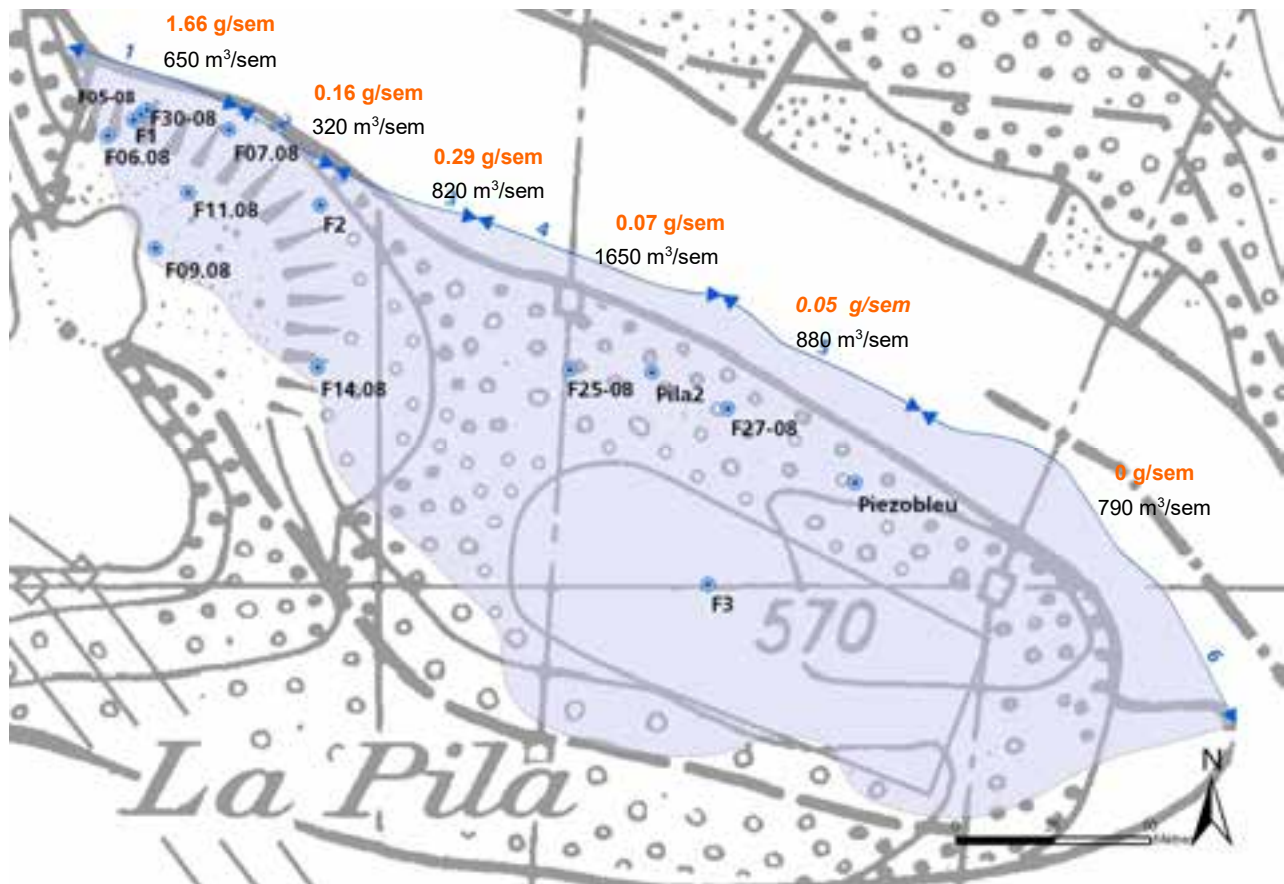 1.66 g/sem
650 m³/sem
1
0.16 g/sem
320 m³/sem
2
0.29 g/sem
820 m³/sem
4
0.07 g/sem
1650 m³/sem
0.05 g/sem
880 m³/sem
0 g/sem
790 m³/sem
6
F05-08
F30-08
F1
F06.08
F07.08
F11.08
F2
F09.08
F14.08
F25-08
Pila2
F27-08
Piezobleu
F3
570
La Pila
N
0